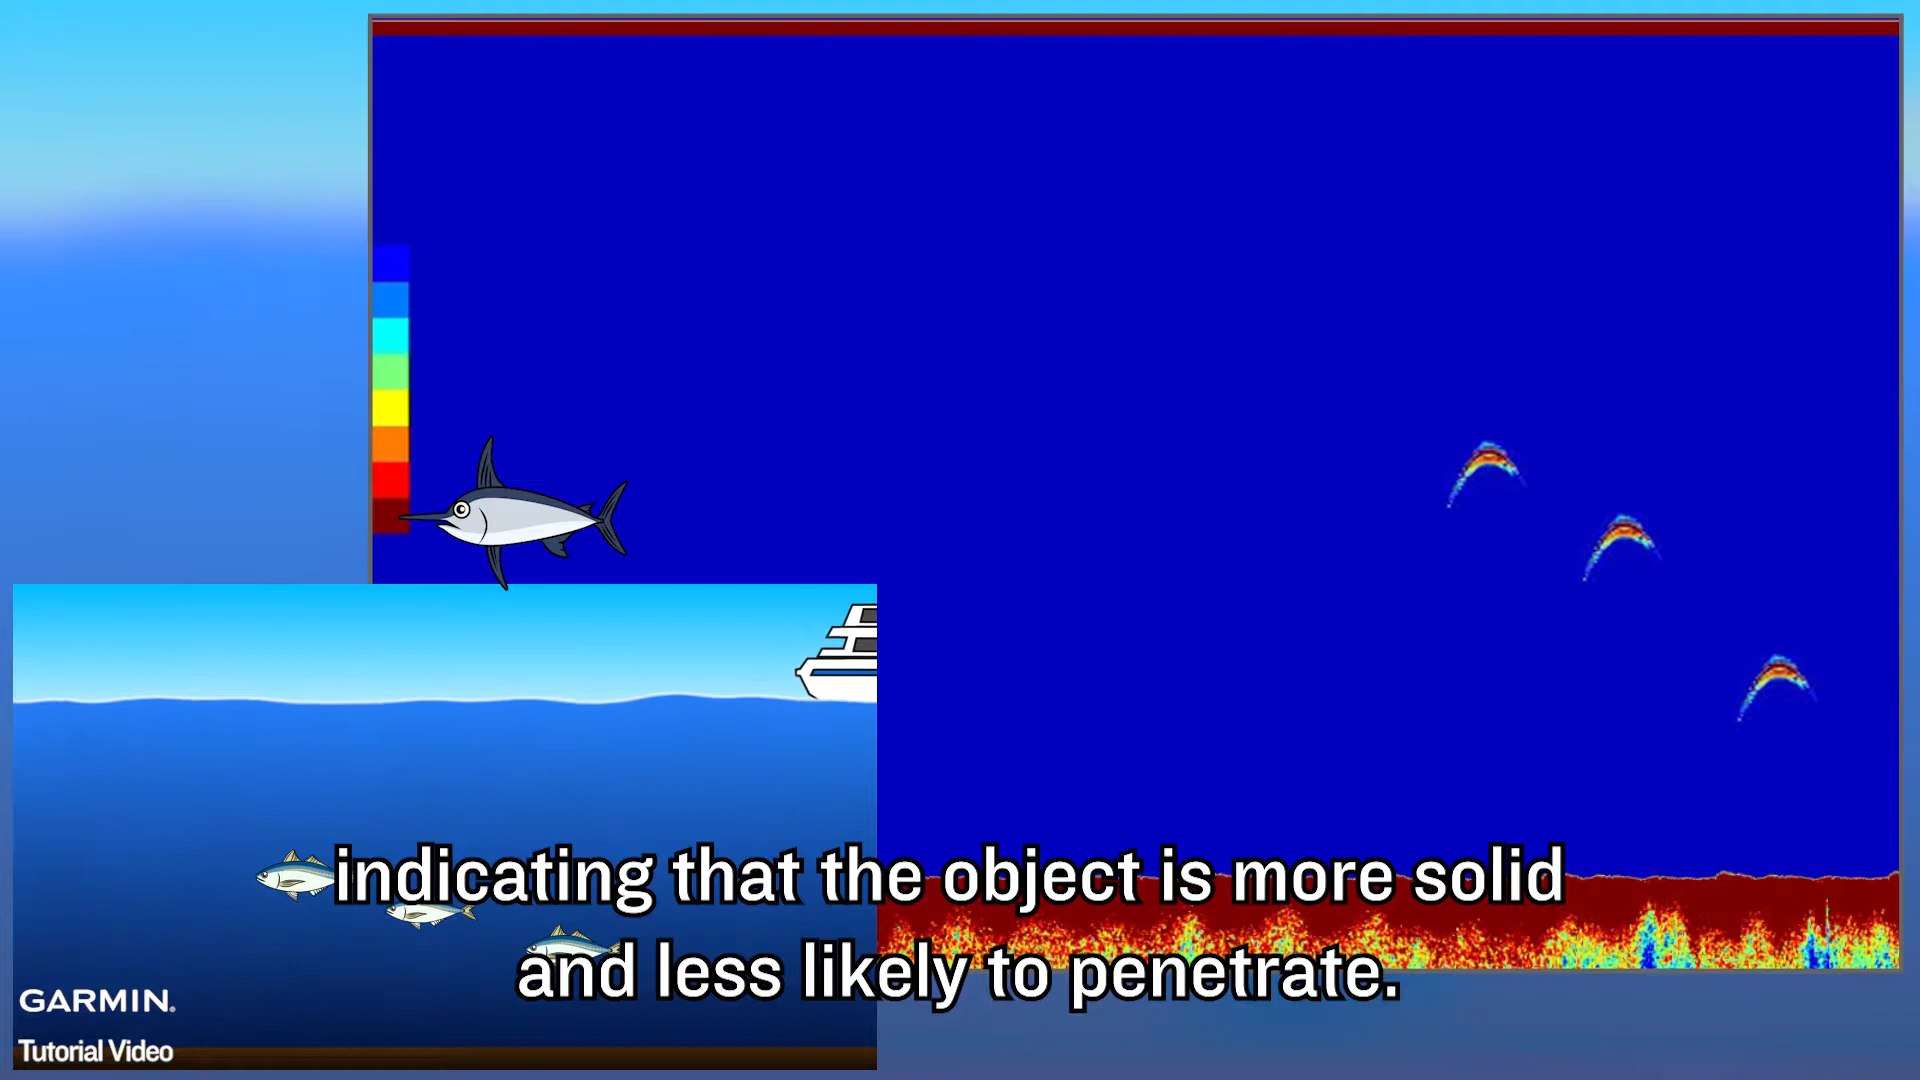 indicating that the object is more solid
and less likely to penetrate.
GARMIN.
Tutorial Video